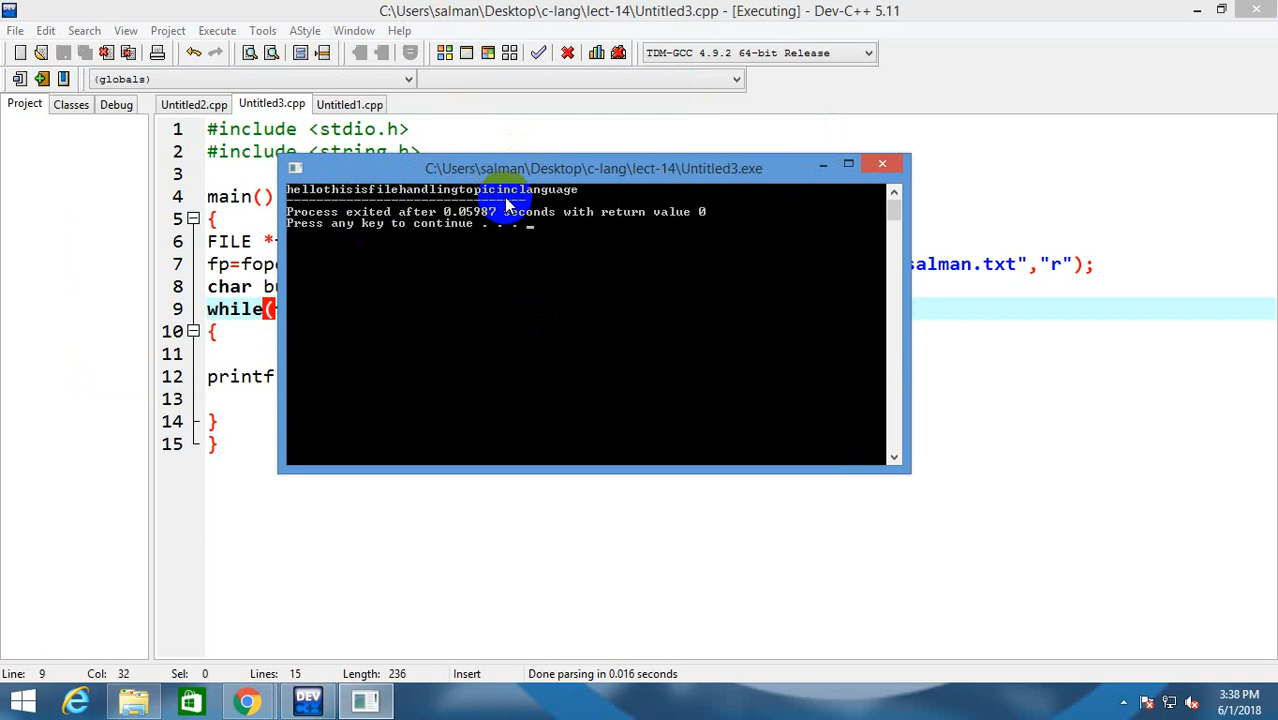 C:\Users\salman\Desktop\c-lang\lect-14\Untitled3.cpp - [Executing] - Dev-C++ 5.11
File Edit Search View Project Execute Tools AStyle Window Help
TDM-GCC 4.9.2 64-bit Release
(globals)
Project Classes Debug Untitled2.cpp Untitled3.cpp Untitled1.cpp
1 #include <stdio.h>
2 #include <string.h>
3
C:\Users\salman\Desktop\c-lang\lect-14\Untitled3.exe
hellothisisfilehandlingtopicinclanguage
--------------------------------
Process exited after 0.05987 seconds with return value 0
Press any key to continue . . . _
4 main()
5 {
6 FILE *
7 fp=fope salman.txt","r");
8 char bu
9 while(
10 {
11
12 printf
13
14 }
15 }
Line: 9 Col: 32 Sel: 0 Lines: 15 Length: 236 Insert Done parsing in 0.016 seconds
DEV C++
3:38 PM
6/1/2018